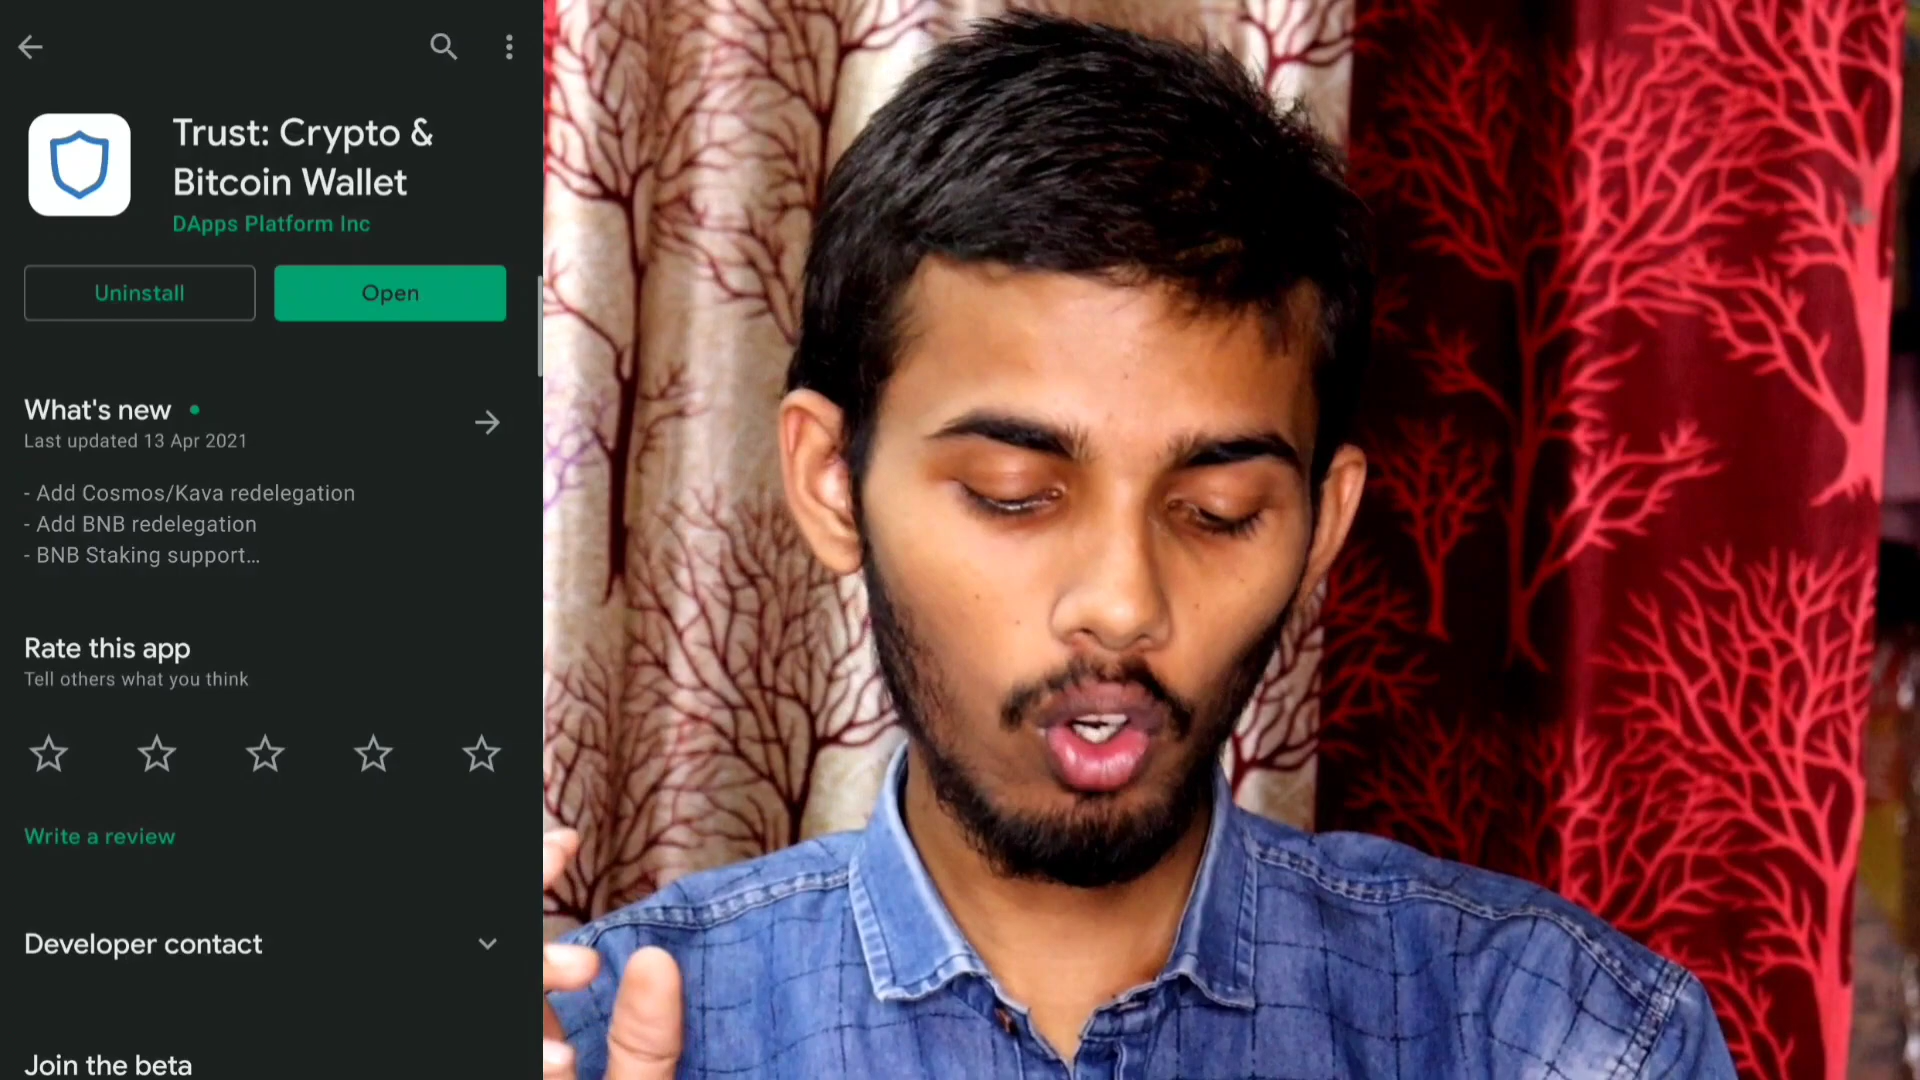 Trust: Crypto &
Bitcoin Wallet
DApps Platform Inc
Uninstall
Open
What's new
Last updated 13 Apr 2021
- Add Cosmos/Kava redelegation
- Add BNB redelegation
- BNB Staking support…
Rate this app
Tell others what you think
Write a review
Developer contact
Join the beta